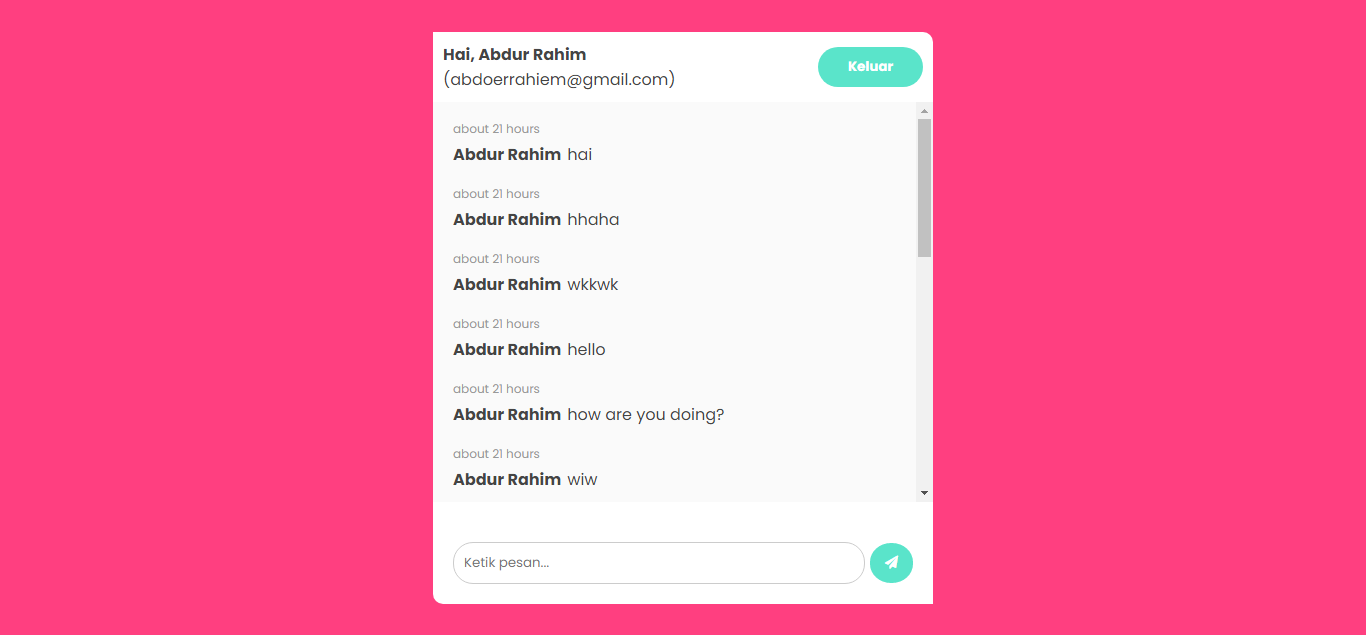 Hai, Abdur Rahim
(abdoerrahiem@gmail.com)
Keluar
about 21 hours
Abdur Rahim hai
about 21 hours
Abdur Rahim hhaha
about 21 hours
Abdur Rahim wkkwk
about 21 hours
Abdur Rahim hello
about 21 hours
Abdur Rahim how are you doing?
about 21 hours
Abdur Rahim wiw
Ketik pesan...